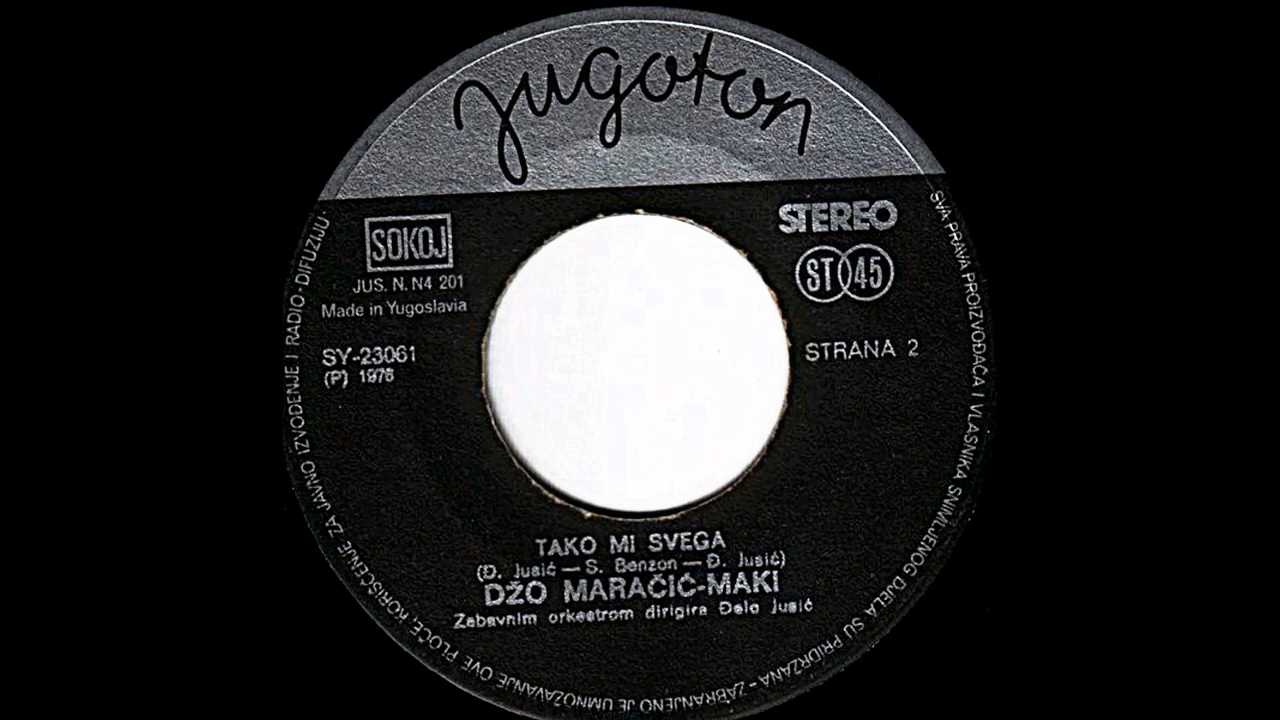 Jugoton
SOKOJ
JUS. N. N4 201
Made in Yugoslavia
SY-23061
(P) 1976
STEREO
ST 45
STRANA 2
TAKO MI SVEGA
(Đ. Jusić — S. Benzon — Đ. Jusić)
DŽO MARAČIĆ-MAKI
Zabavnim orkestrom dirigira Đelo Jusić
SVA PRAVA PROIZVOĐAČA I VLASNIKA SNIMLJENOG DJELA SU PRIDRŽANA - ZABRANJENO JE UMNOŽAVANJE OVE PLOČE, KORIŠĆENJE ZA JAVNO IZVOĐENJE I RADIO-DIFUZIJU